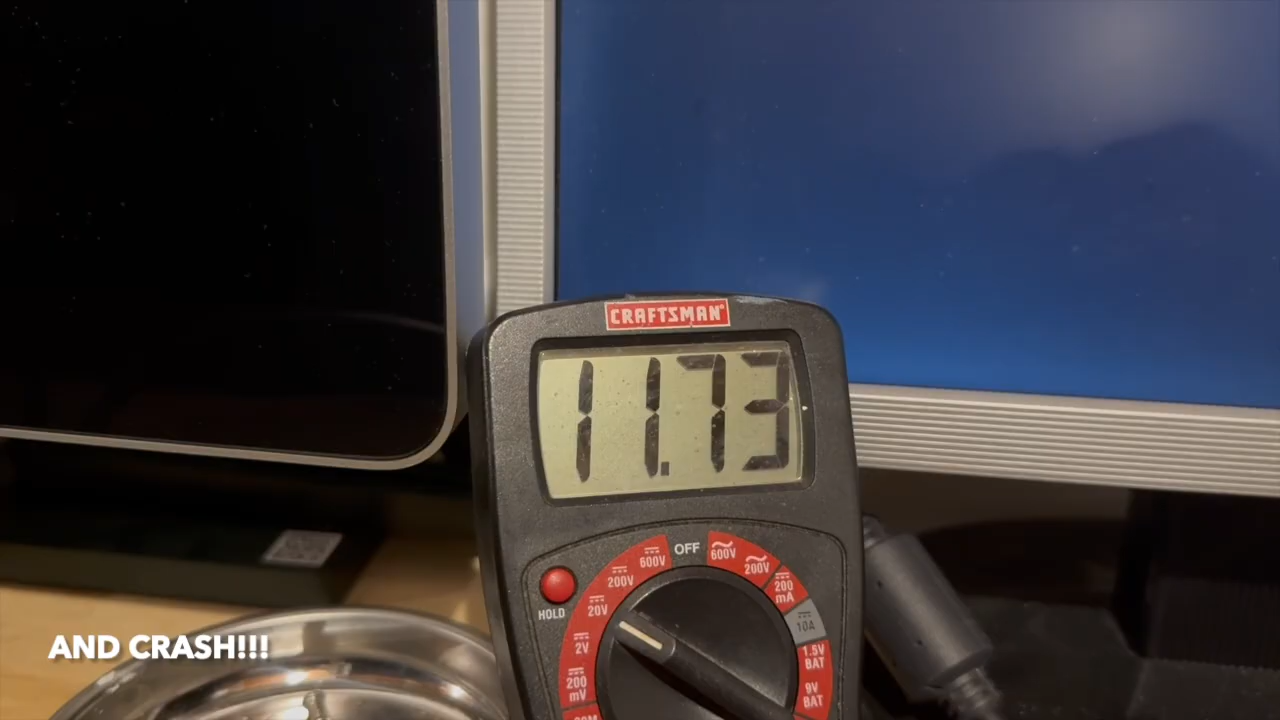 CRAFTSMAN®
11.73
OFF
600V
200V
20V
2V
200
mV
600V
200V
200
mA
10A
1.5V
BAT
9V
BAT
HOLD
AND CRASH!!!